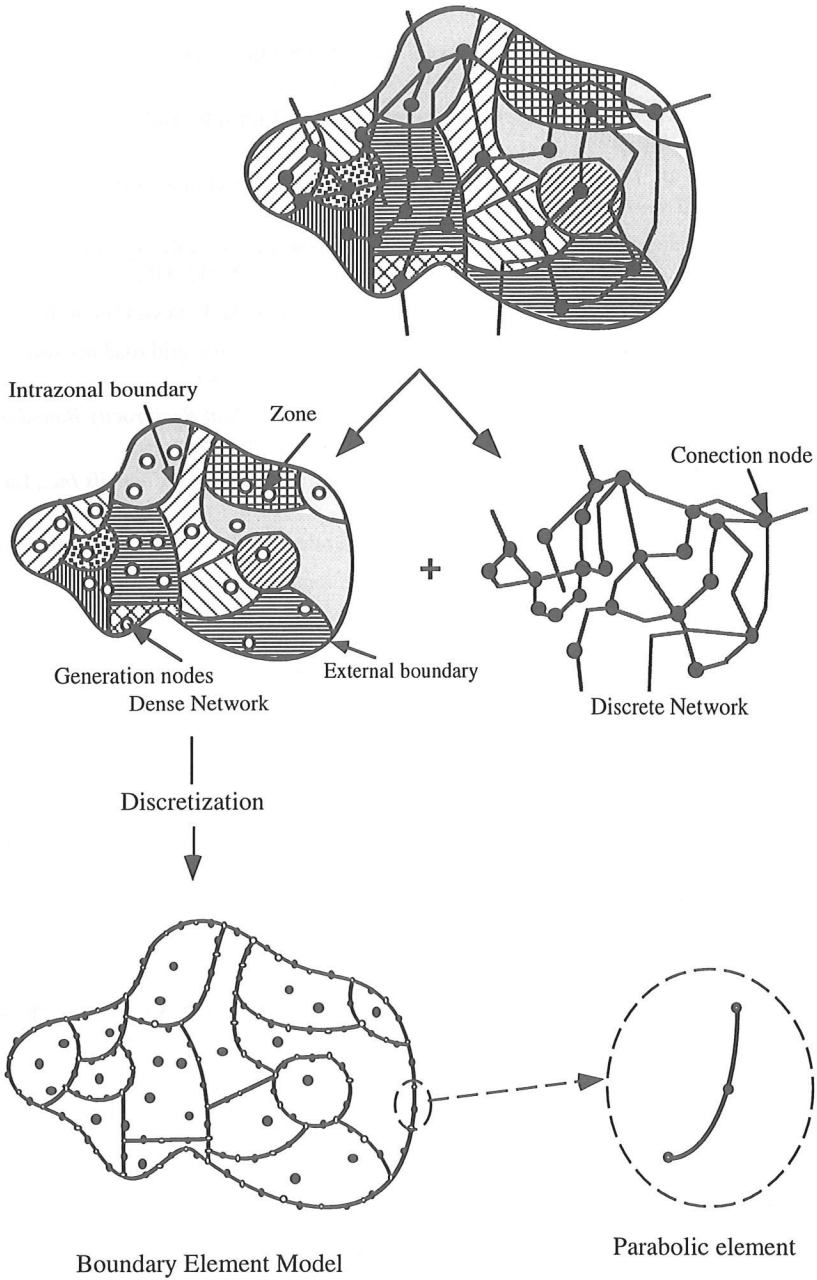 Intrazonal boundary
Zone
Conection node
+
Generation nodes
External boundary
Dense Network
Discrete Network
Discretization
Boundary Element Model
Parabolic element